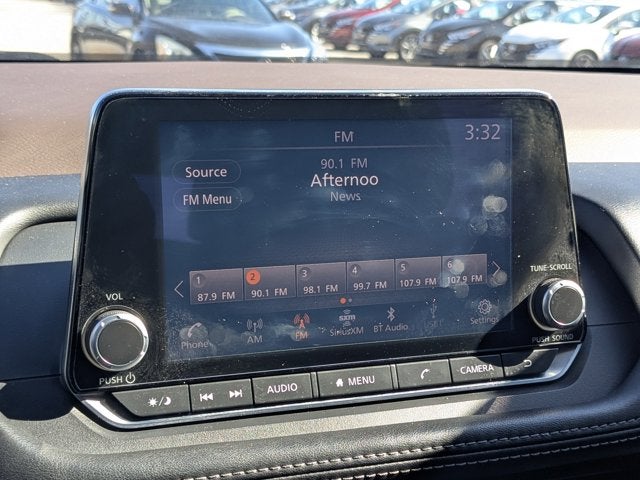 FM
3:32
90.1 FM
Source
Afternoo
FM Menu
News
1 2 3 4 5 6
87.9 FM 90.1 FM 98.1 FM 99.7 FM 107.9 FM 107.9 FM
TUNE·SCROLL
VOL
Phone AM FM SXM SiriusXM BT Audio Settings
PUSH
PUSH SOUND
AUDIO MENU CAMERA